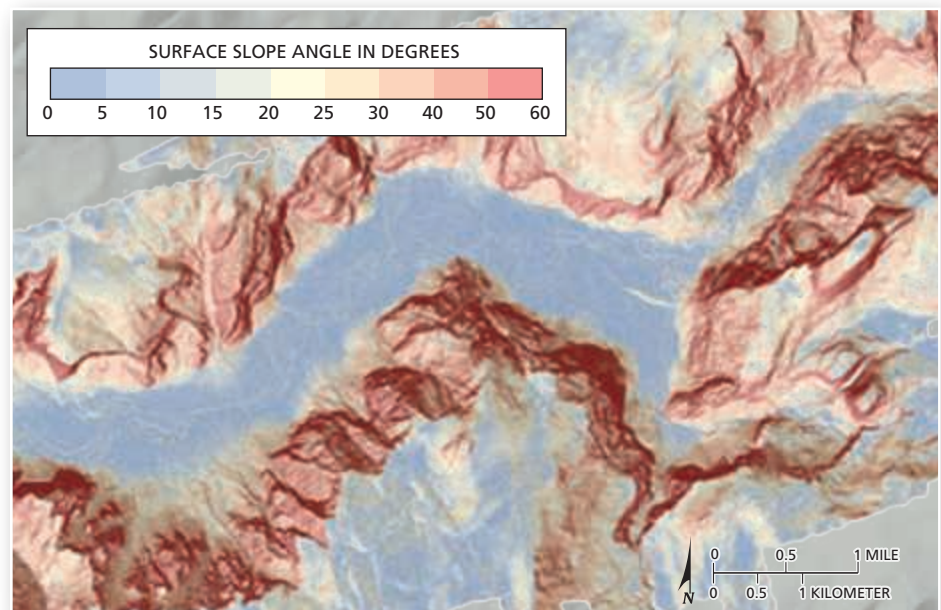 SURFACE SLOPE ANGLE IN DEGREES
0 5 10 15 20 25 30 40 50 60
0 0.5 1 MILE
0 0.5 1 KILOMETER
N